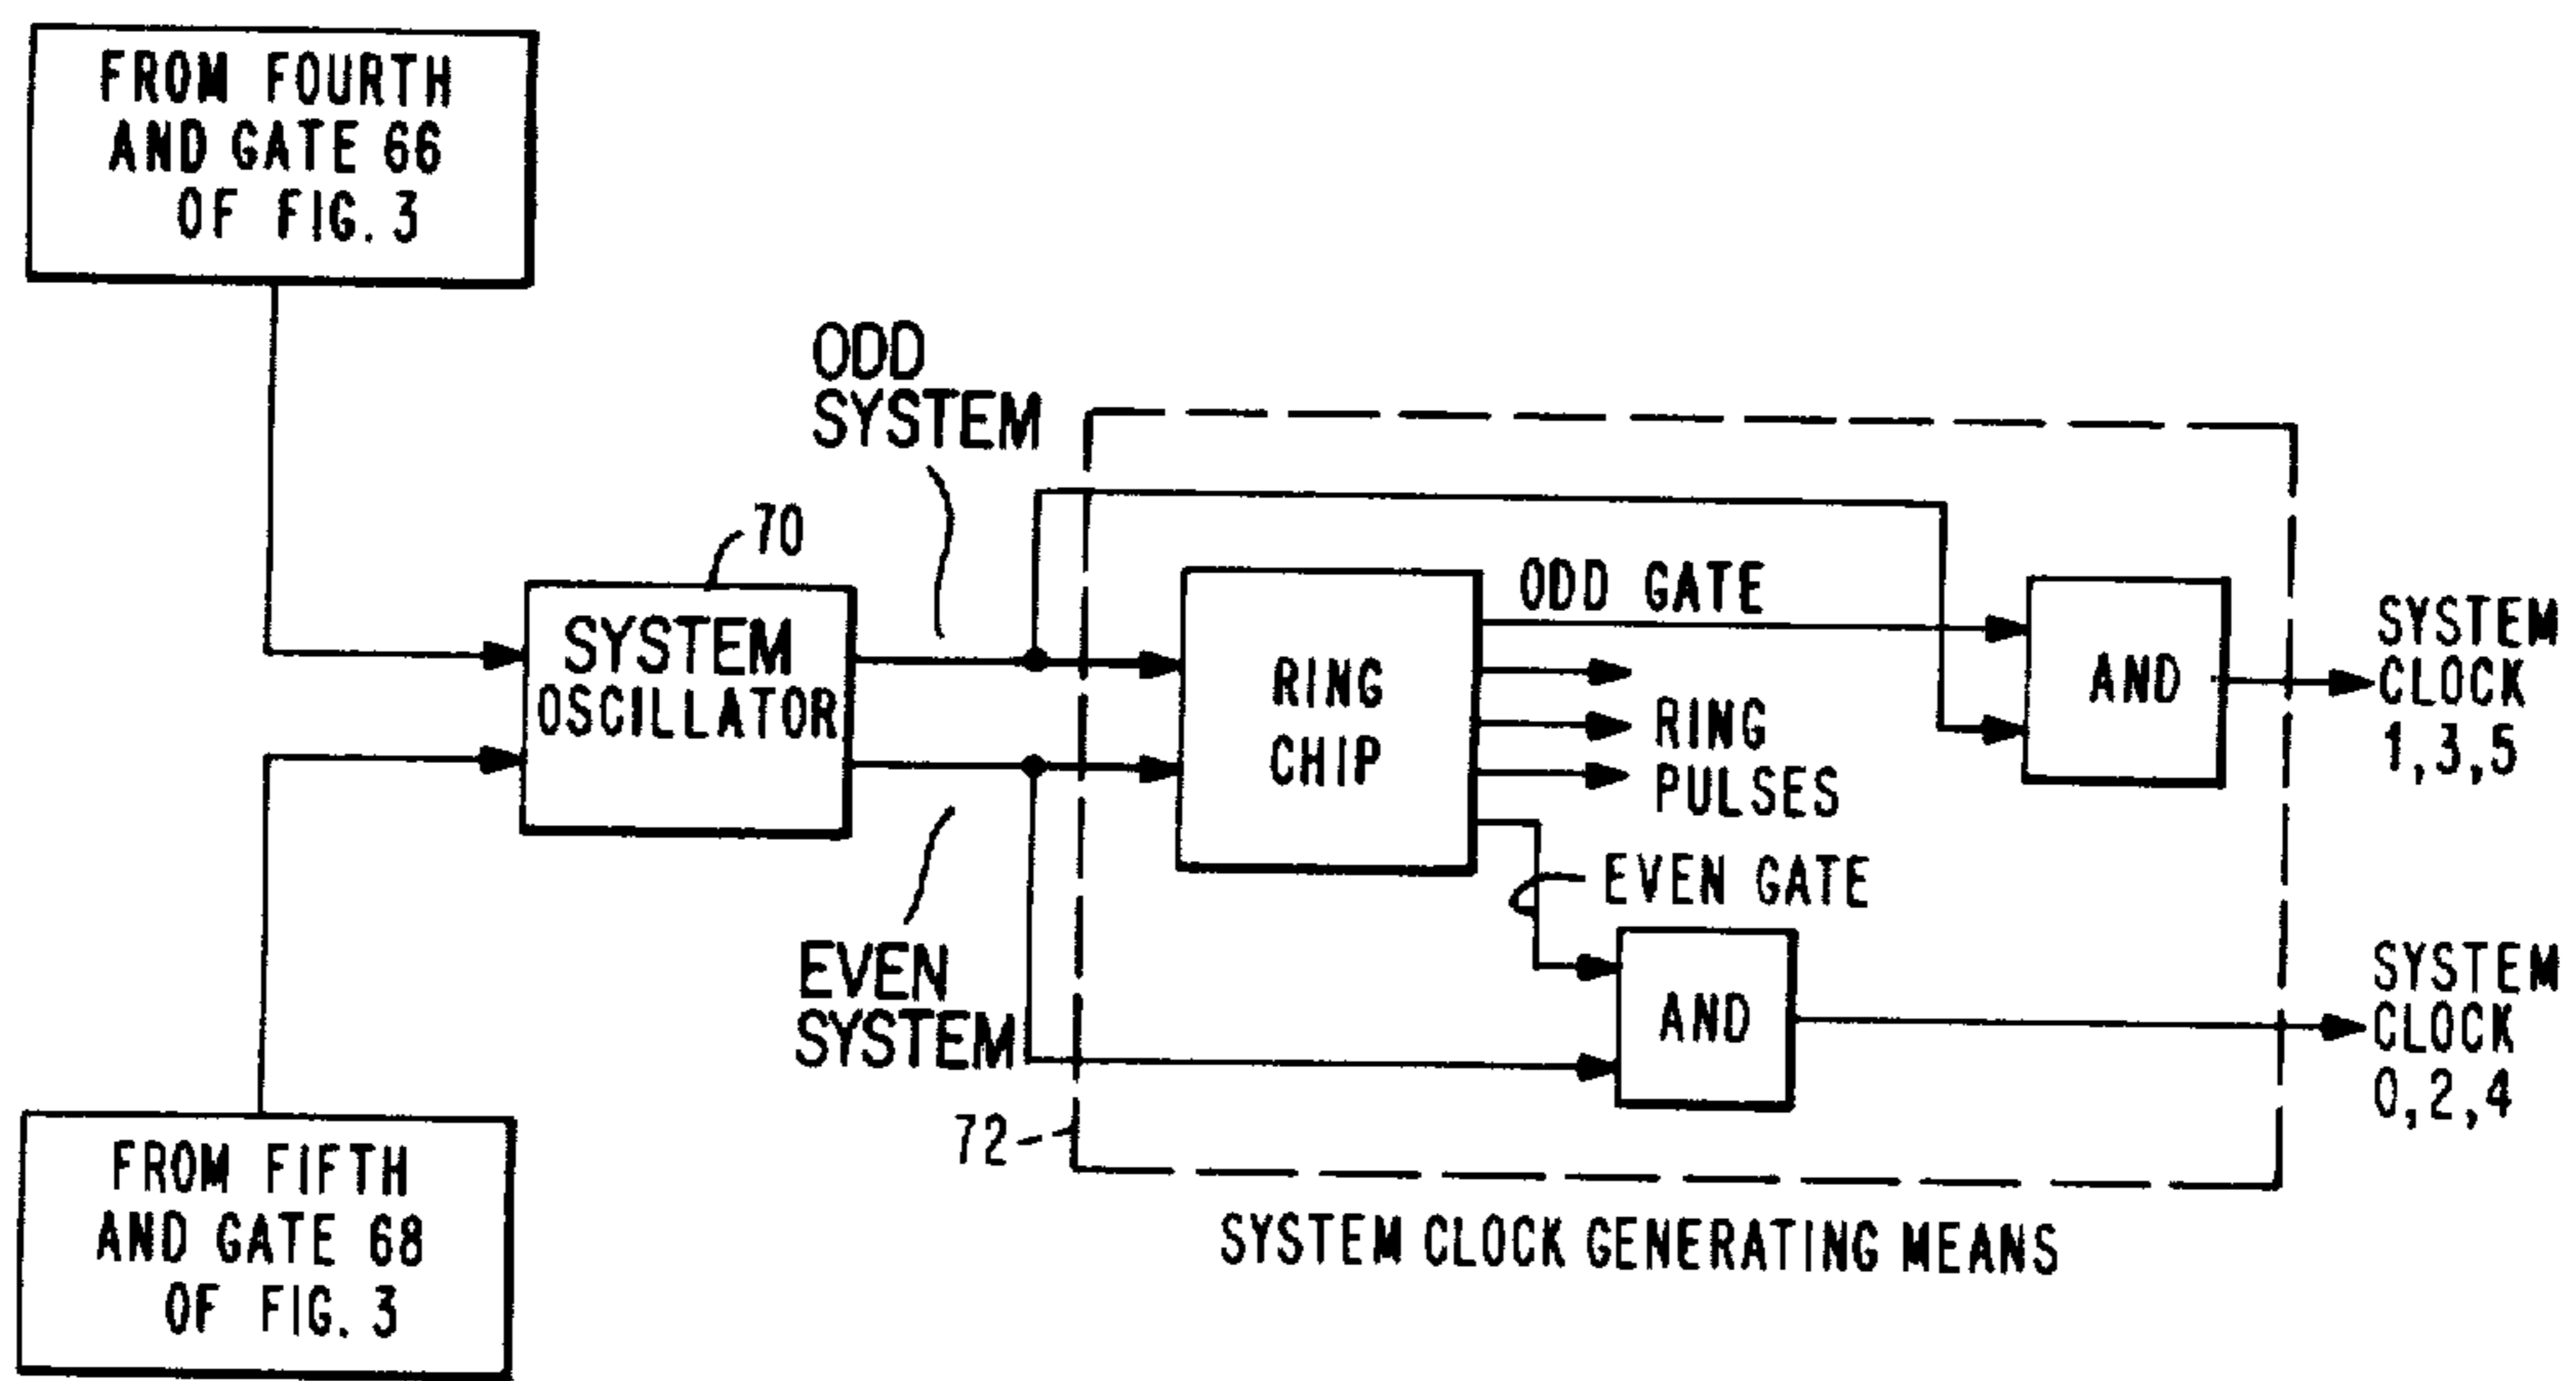 FROM FOURTH
AND GATE 66
OF FIG. 3
ODD
SYSTEM
70
SYSTEM
OSCILLATOR
EVEN
SYSTEM
FROM FIFTH
AND GATE 68
OF FIG. 3
RING
CHIP
ODD GATE
RING
PULSES
EVEN GATE
AND
AND
SYSTEM
CLOCK
1,3,5
SYSTEM
CLOCK
0,2,4
72
SYSTEM CLOCK GENERATING MEANS